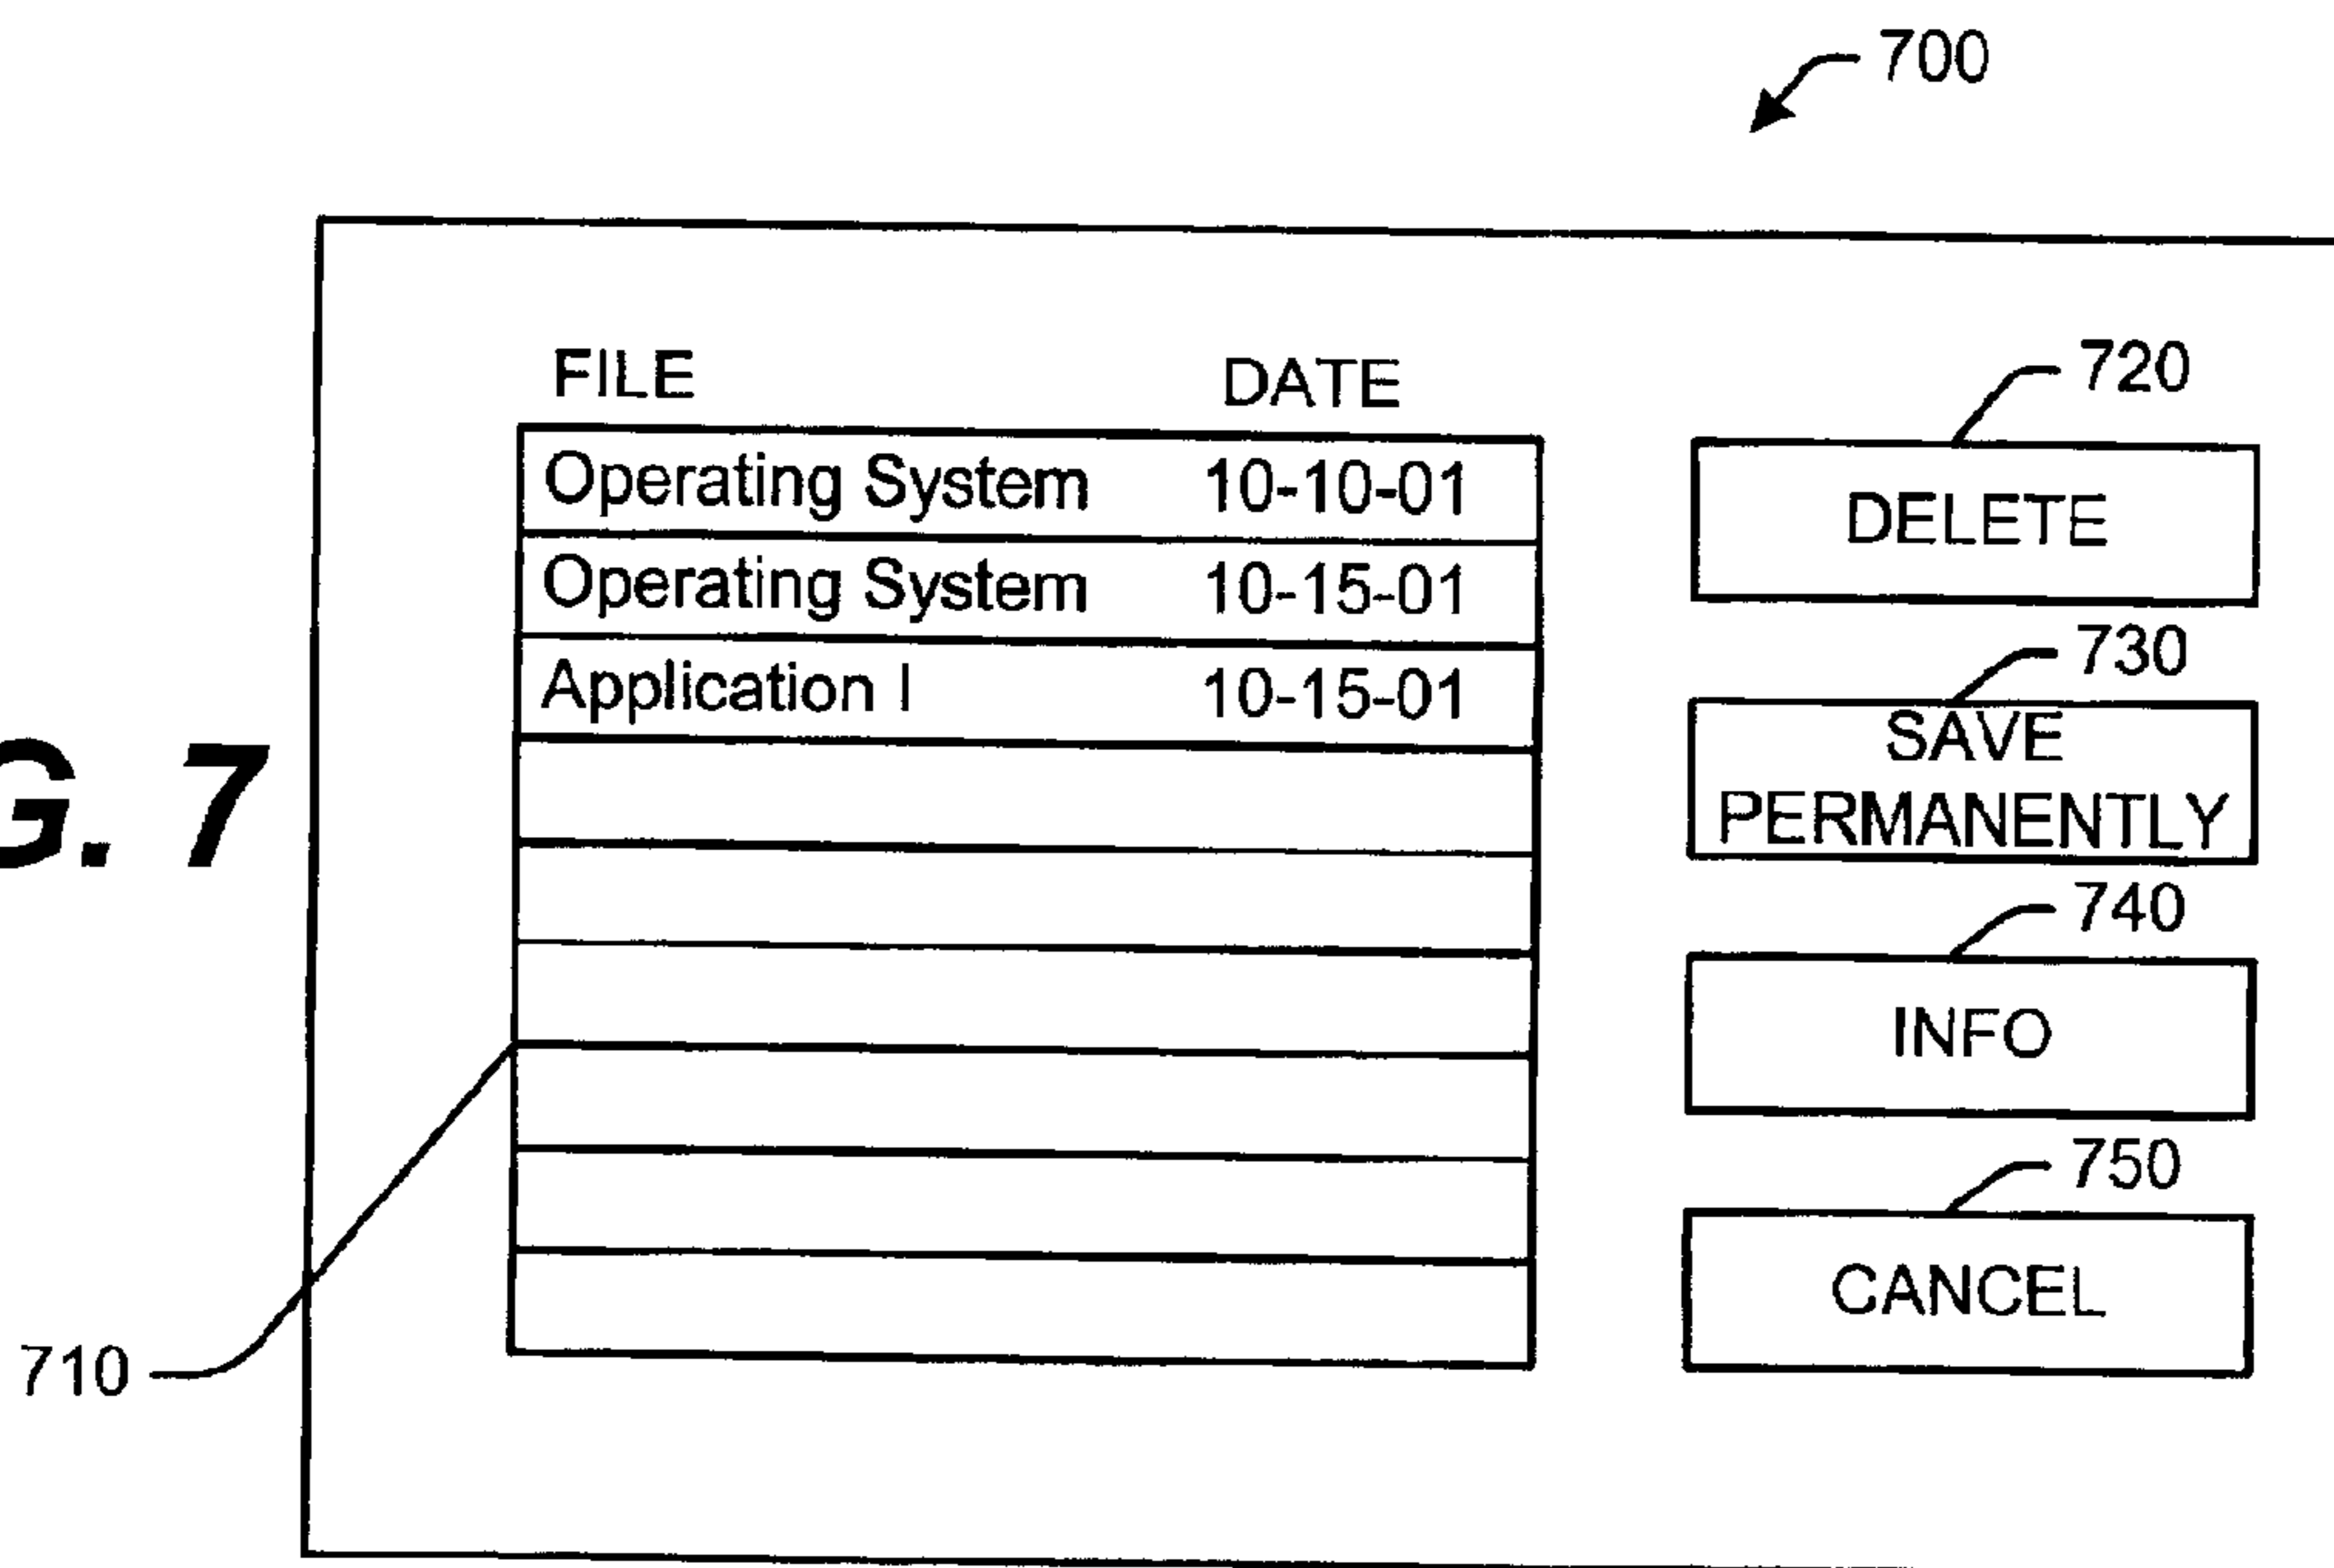 700
FILE DATE
Operating System 10-10-01
Operating System 10-15-01
Application I 10-15-01
720
DELETE
730
SAVE
PERMANENTLY
740
INFO
750
CANCEL
710
G. 7